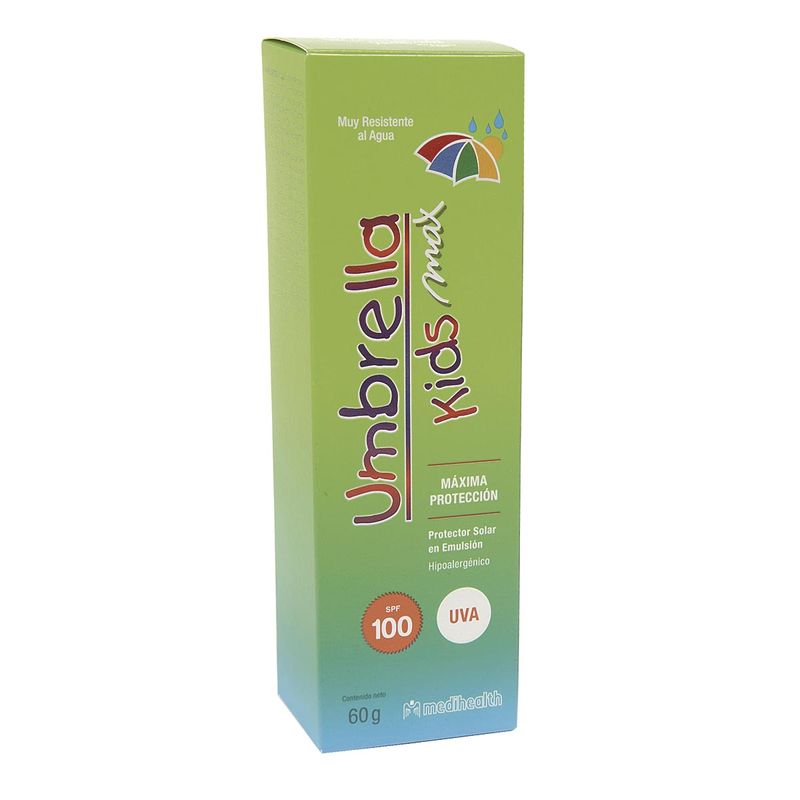 Muy Resistente
al Agua
Umbrella
Kids max
MÁXIMA
PROTECCIÓN
Protector Solar
en Emulsión
Hipoalergénico
SPF
100
UVA
Contenido neto
60 g
medihealth